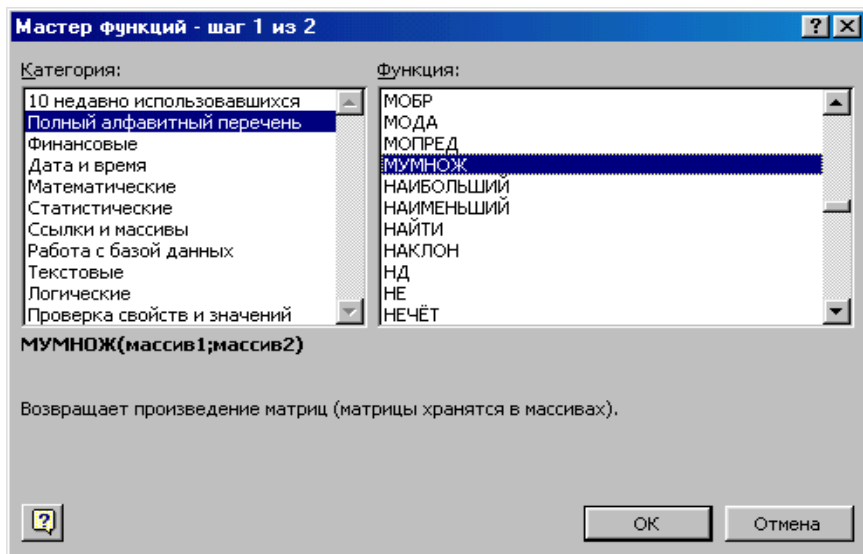 Мастер функций - шаг 1 из 2
Категория:
10 недавно использовавшихся
Полный алфавитный перечень
Финансовые
Дата и время
Математические
Статистические
Ссылки и массивы
Работа с базой данных
Текстовые
Логические
Проверка свойств и значений
Функция:
МОБР
МОДА
МОПРЕД
МУМНОЖ
НАИБОЛЬШИЙ
НАИМЕНЬШИЙ
НАЙТИ
НАКЛОН
НД
НЕ
НЕЧЁТ
МУМНОЖ(массив1;массив2)
Возвращает произведение матриц (матрицы хранятся в массивах).
ОК
Отмена